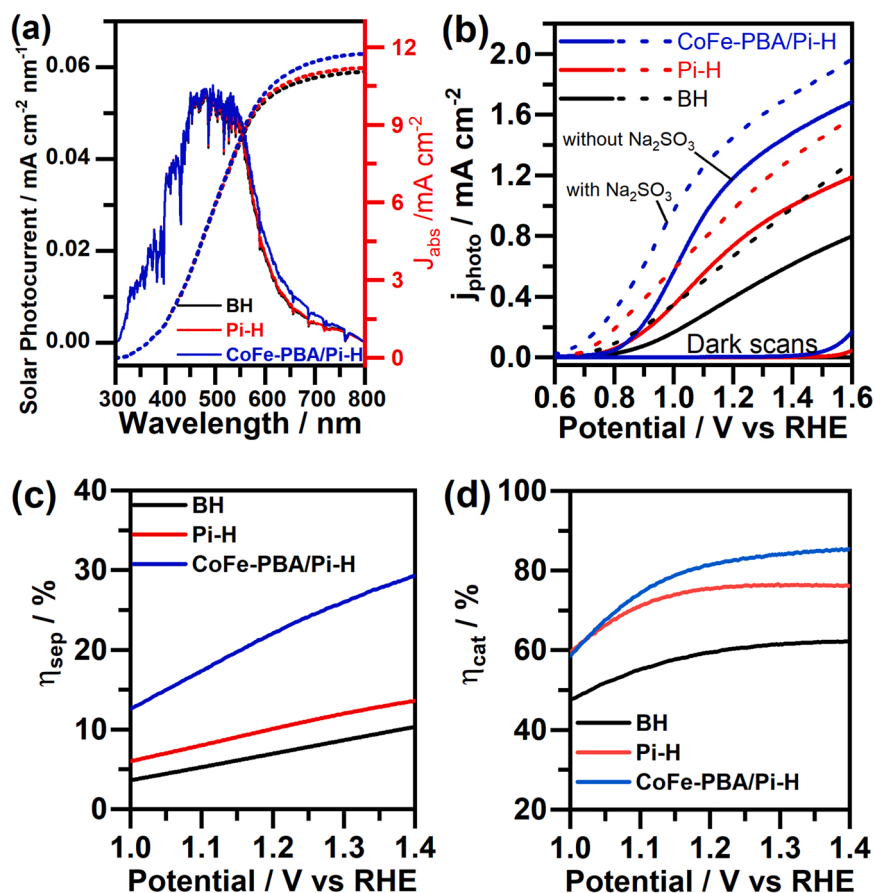 (a)
Solar Photocurrent / mA cm⁻² nm⁻¹
0.06
0.04
0.02
0.00
12
9
6
3
0
J_abs /mA cm⁻²
BH
Pi-H
CoFe-PBA/Pi-H
300 400 500 600 700 800
Wavelength / nm
(b)
j_photo / mA cm⁻²
2.0
1.6
1.2
0.8
0.4
0.0
CoFe-PBA/Pi-H
Pi-H
BH
without Na₂SO₃
with Na₂SO₃
Dark scans
0.6 0.8 1.0 1.2 1.4 1.6
Potential / V vs RHE
(c)
η_sep / %
40
30
20
10
0
BH
Pi-H
CoFe-PBA/Pi-H
1.0 1.1 1.2 1.3 1.4
Potential / V vs RHE
(d)
η_cat / %
100
80
60
40
20
BH
Pi-H
CoFe-PBA/Pi-H
1.0 1.1 1.2 1.3 1.4
Potential / V vs RHE